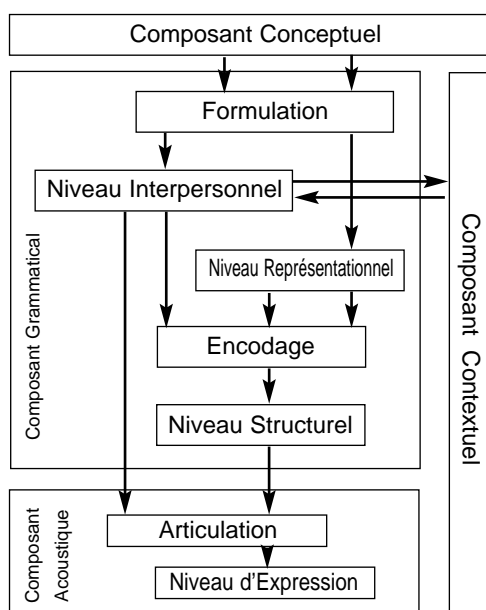 Composant Conceptuel
Formulation
Niveau Interpersonnel
Niveau Représentationnel
Encodage
Niveau Structurel
Composant Grammatical
Composant Contextuel
Articulation
Niveau d'Expression
Composant
Acoustique